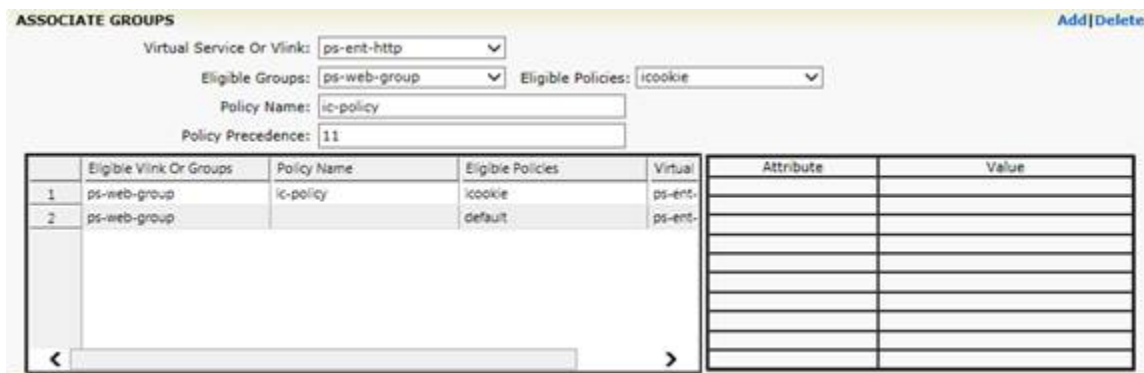 ASSOCIATE GROUPS Add|Delete
Virtual Service Or Vlink: ps-ent-http
Eligible Groups: ps-web-group Eligible Policies: icookie
Policy Name: ic-policy
Policy Precedence: 11
Eligible Vlink Or Groups Policy Name Eligible Policies Virtual Attribute Value
1 ps-web-group ic-policy icookie ps-ent-
2 ps-web-group default ps-ent-